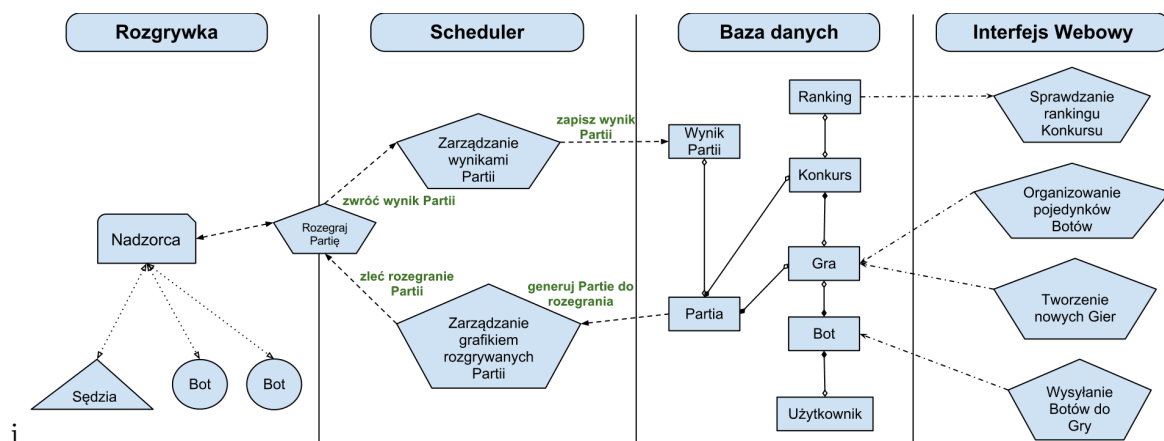 Rozgrywka
Scheduler
Baza danych
Interfejs Webowy
Nadzorca
Sędzia
Bot
Bot
Rozegraj
Partię
zwróć wynik Partii
zleć rozegranie
Partii
Zarządzanie
wynikami
Partii
zapisz wynik
Partii
generuj Partie do
rozegrania
Zarządzanie
grafikiem
rozgrywanych
Partii
Wynik
Partii
Partia
Ranking
Konkurs
Gra
Bot
Użytkownik
Sprawdzanie
rankingu
Konkursu
Organizowanie
pojedynków
Botów
Tworzenie
nowych Gier
Wysyłanie
Botów do
Gry
i